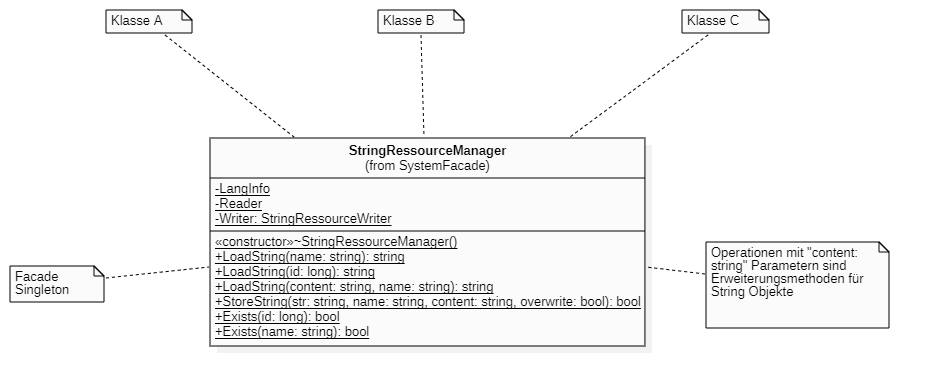 Klasse A
Klasse B
Klasse C
StringRessourceManager
(from SystemFacade)
-LangInfo
-Reader
-Writer: StringRessourceWriter
«constructor»~StringRessourceManager()
+LoadString(name: string): string
+LoadString(id: long): string
+LoadString(content: string, name: string): string
+StoreString(str: string, name: string, content: string, overwrite: bool): bool
+Exists(id: long): bool
+Exists(name: string): bool
Facade
Singleton
Operationen mit "content:
string" Parametern sind
Erweiterungsmethoden für
String Objekte